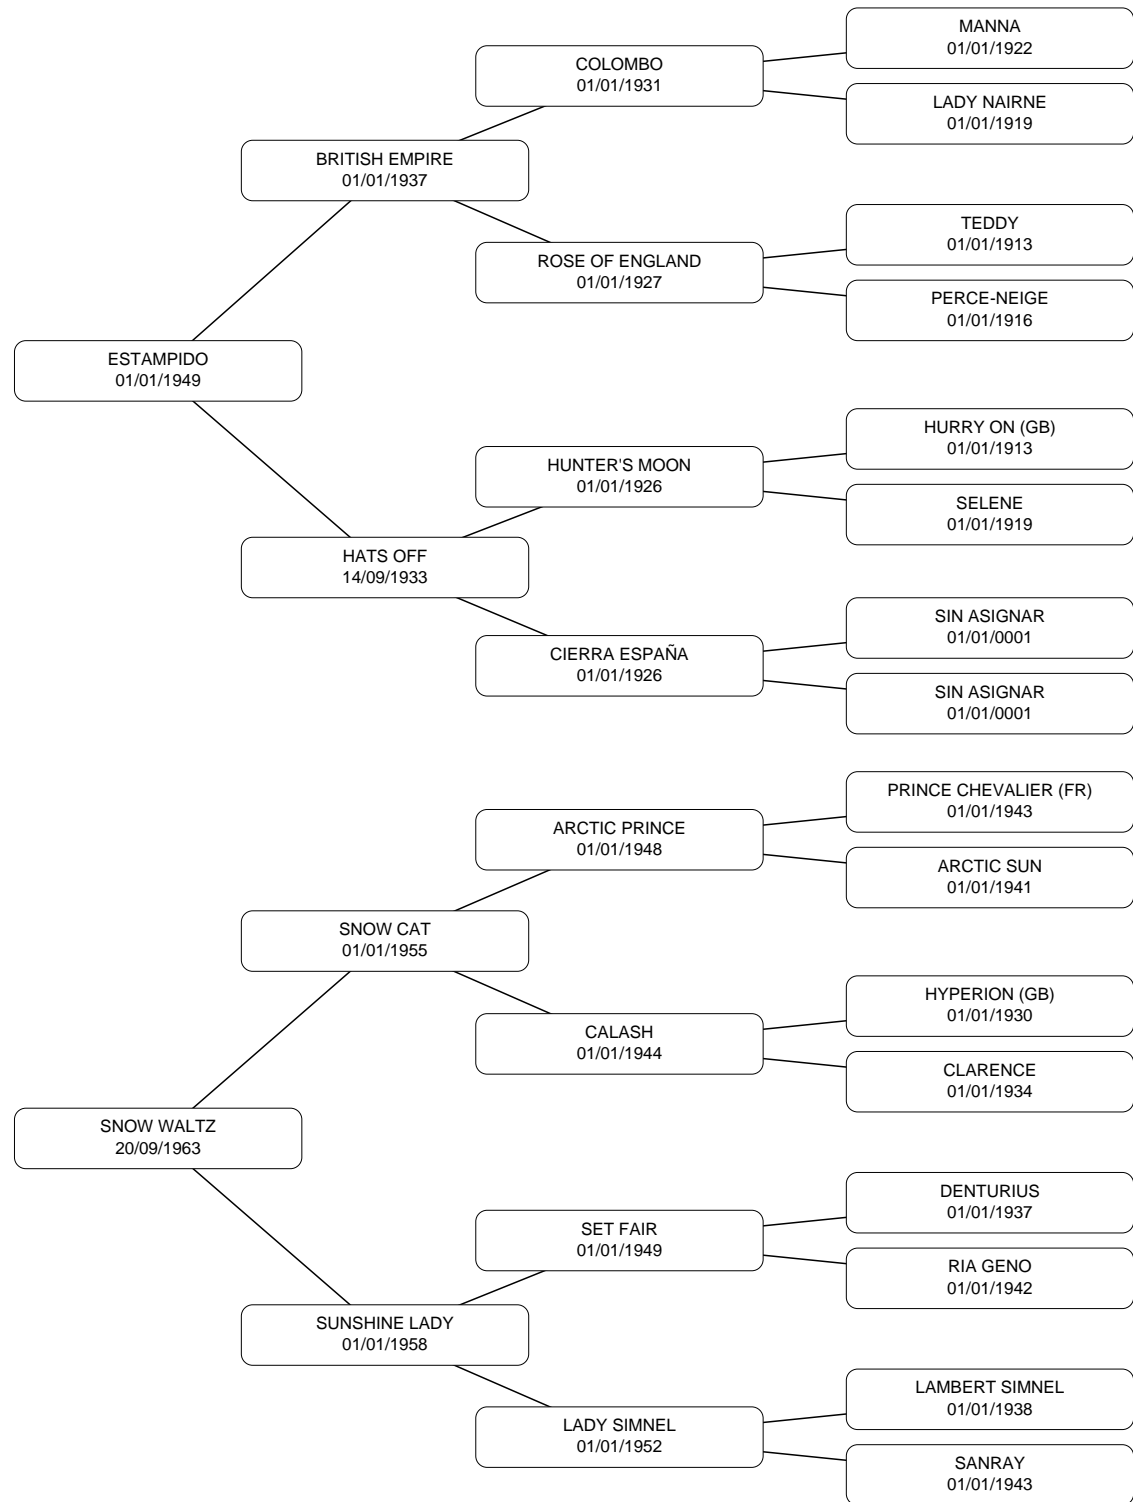 MANNA
01/01/1922
COLOMBO
01/01/1931
LADY NAIRNE
01/01/1919
BRITISH EMPIRE
01/01/1937
TEDDY
01/01/1913
ROSE OF ENGLAND
01/01/1927
PERCE-NEIGE
01/01/1916
ESTAMPIDO
01/01/1949
HURRY ON (GB)
01/01/1913
HUNTER'S MOON
01/01/1926
SELENE
01/01/1919
HATS OFF
14/09/1933
SIN ASIGNAR
01/01/0001
CIERRA ESPAÑA
01/01/1926
SIN ASIGNAR
01/01/0001
PRINCE CHEVALIER (FR)
01/01/1943
ARCTIC PRINCE
01/01/1948
ARCTIC SUN
01/01/1941
SNOW CAT
01/01/1955
HYPERION (GB)
01/01/1930
CALASH
01/01/1944
CLARENCE
01/01/1934
SNOW WALTZ
20/09/1963
DENTURIUS
01/01/1937
SET FAIR
01/01/1949
RIA GENO
01/01/1942
SUNSHINE LADY
01/01/1958
LAMBERT SIMNEL
01/01/1938
LADY SIMNEL
01/01/1952
SANRAY
01/01/1943